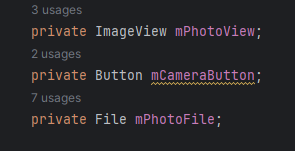 3 usages
private ImageView mPhotoView;
2 usages
private Button mCameraButton;
7 usages
private File mPhotoFile;